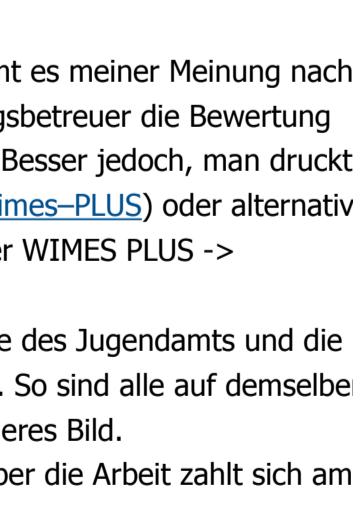 nt es meiner Meinung nach
gsbetreuer die Bewertung
Besser jedoch, man druckt
imes–PLUS) oder alternativ
er WIMES PLUS ->
e des Jugendamts und die
. So sind alle auf demselben
eres Bild.
ber die Arbeit zahlt sich am